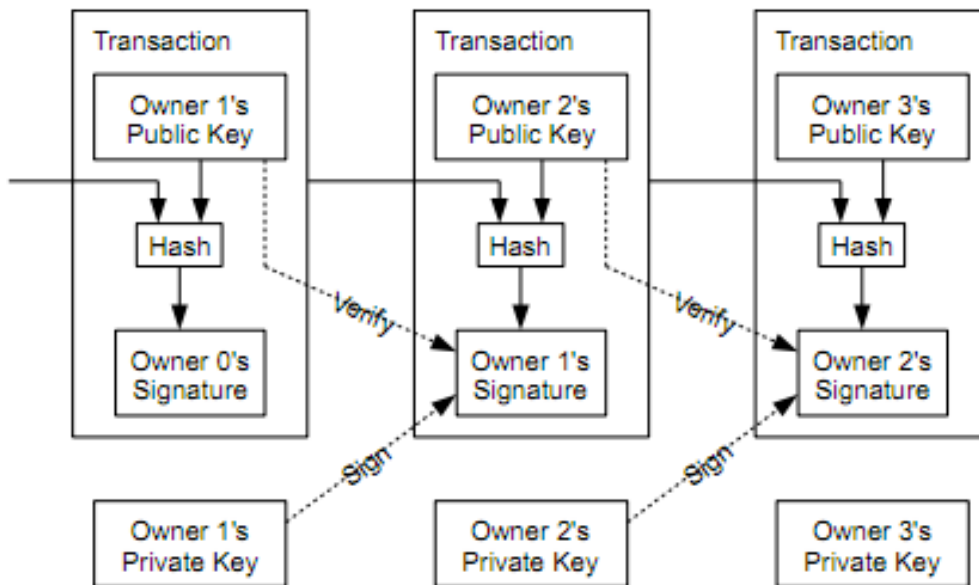 Transaction
Owner 1's
Public Key
Hash
Verify
Owner 0's
Signature
Transaction
Owner 2's
Public Key
Hash
Verify
Owner 1's
Signature
Transaction
Owner 3's
Public Key
Hash
Owner 2's
Signature
Sign
Sign
Owner 1's
Private Key
Owner 2's
Private Key
Owner 3's
Private Key